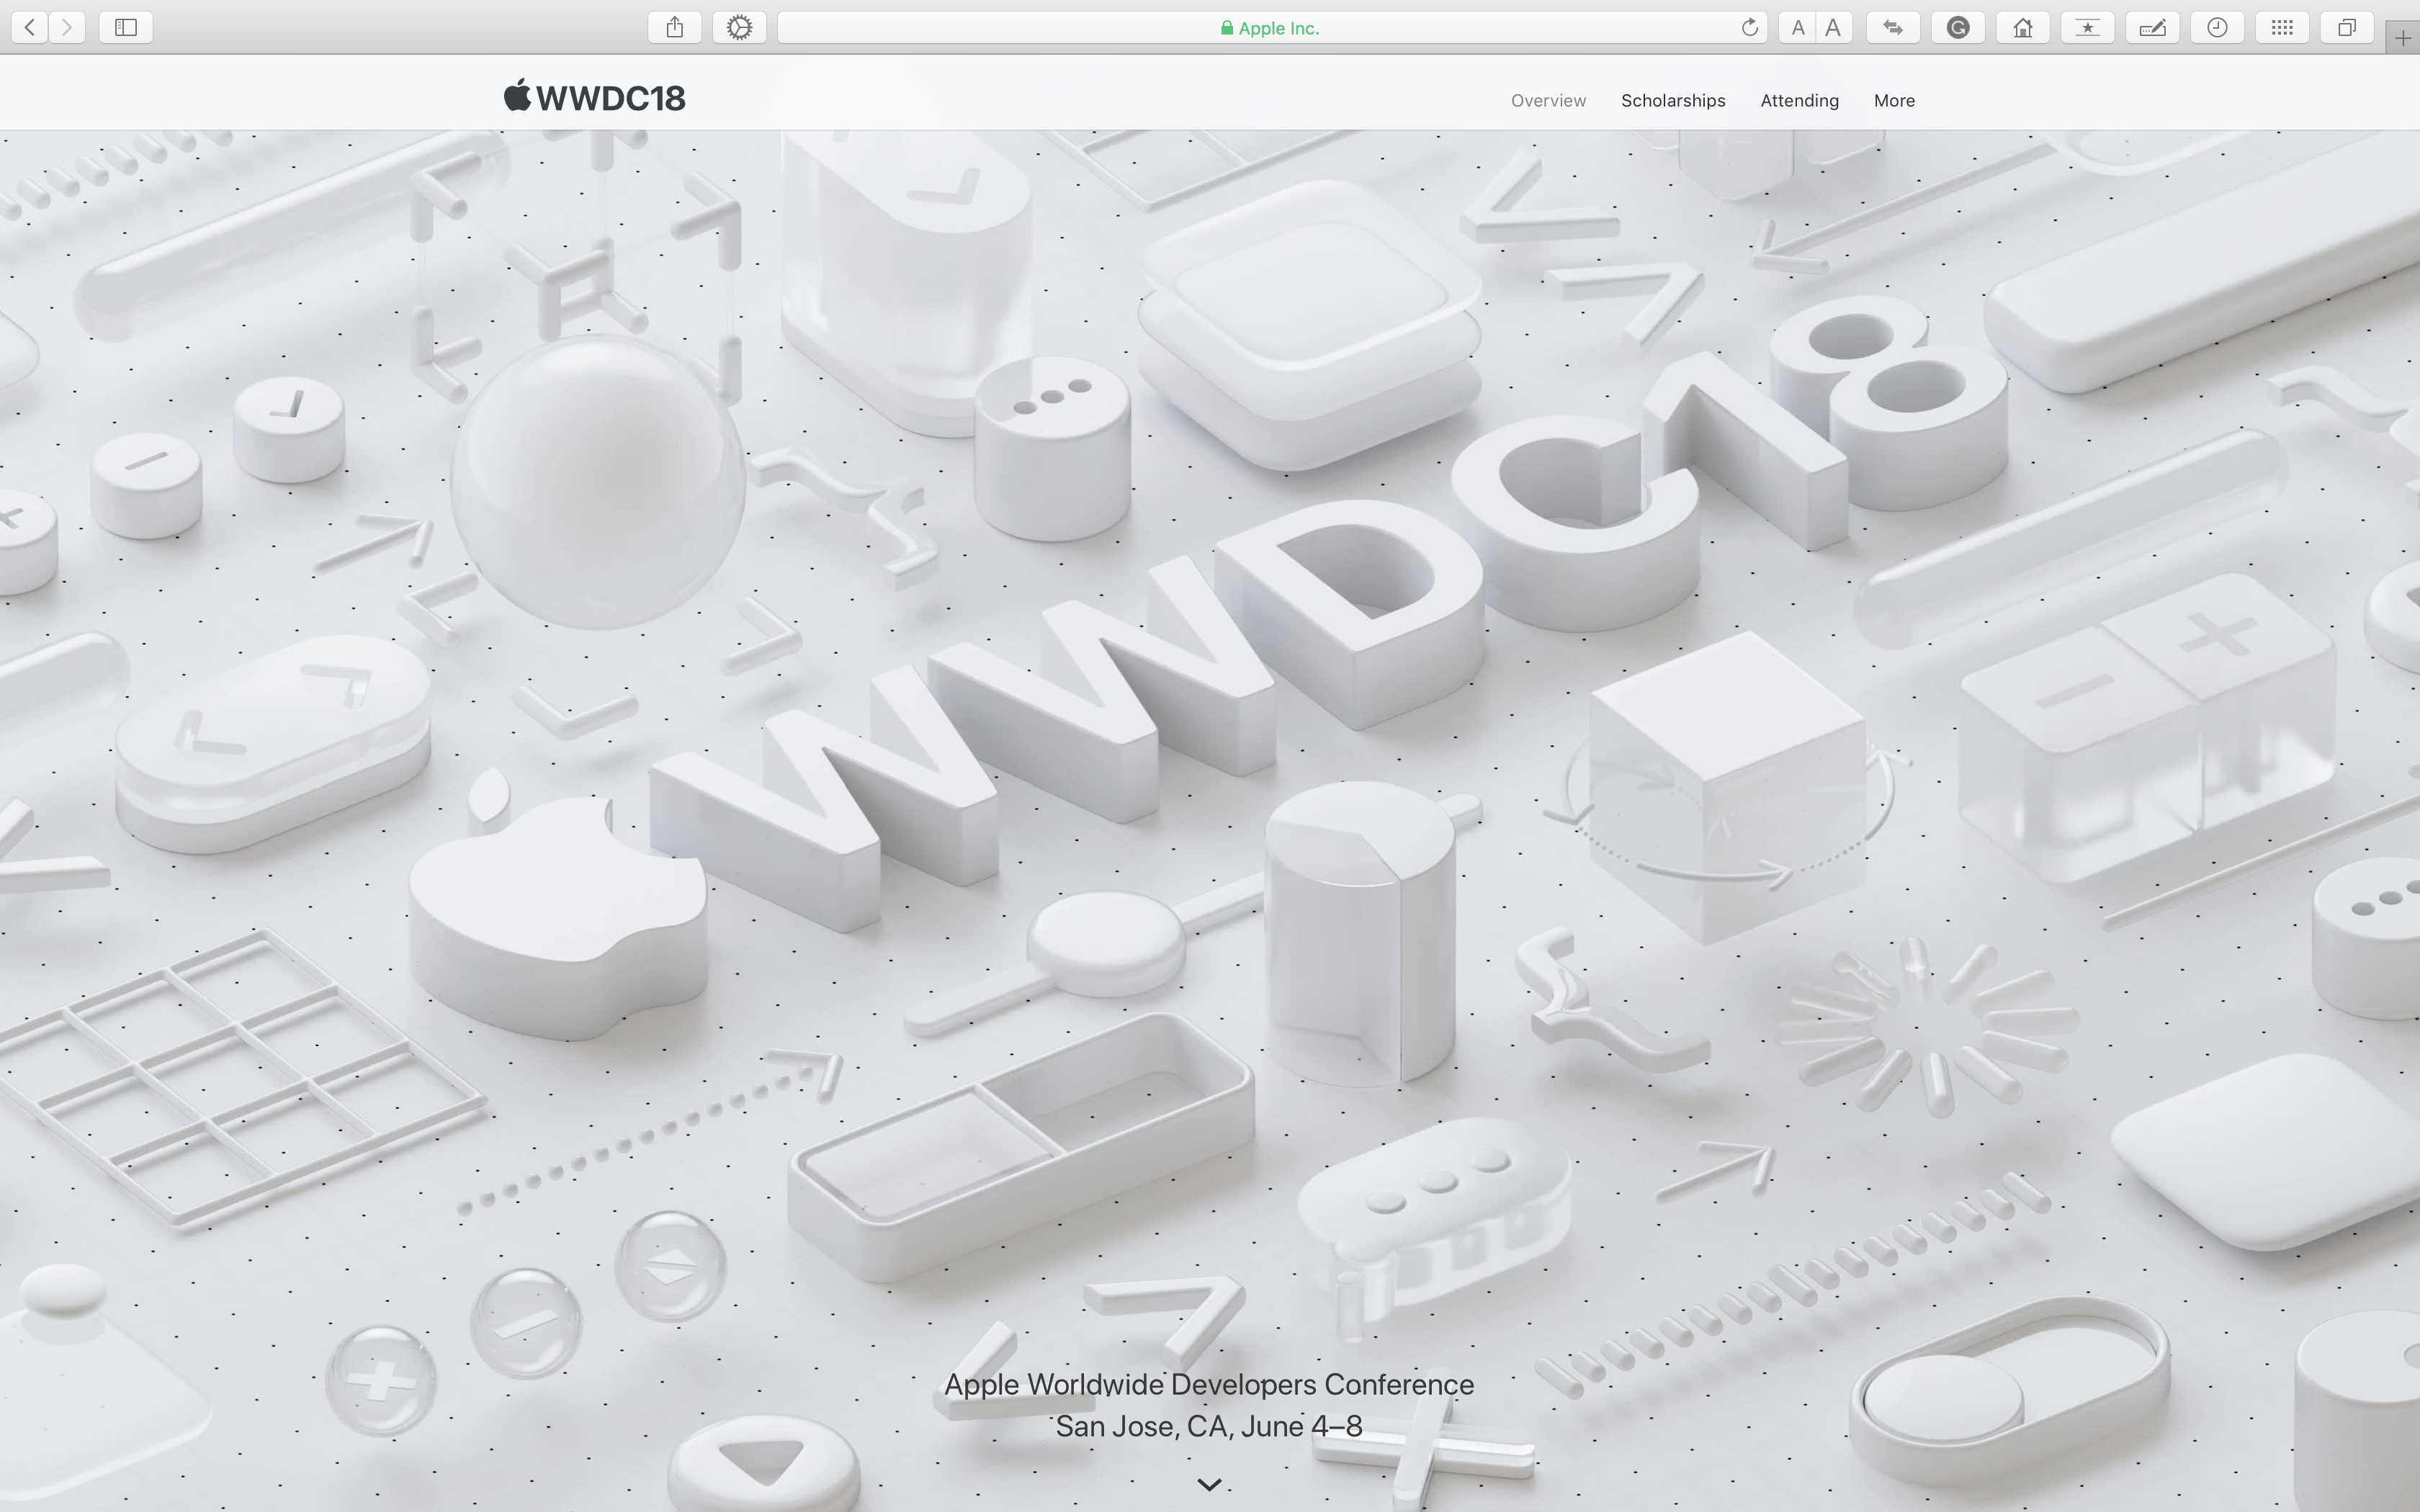 Apple Inc.
A A
WWDC18
Overview Scholarships Attending More
WWDC18
Apple Worldwide Developers Conference
San Jose, CA, June 4–8